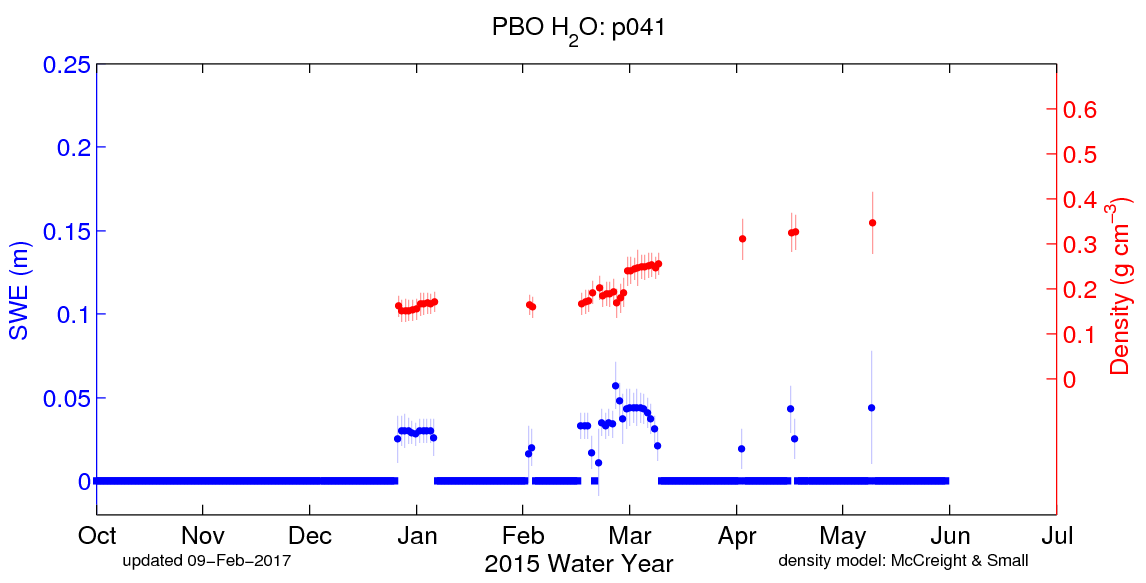 PBO H₂O: p041
0.25
0.2
0.15
0.1
0.05
0
SWE (m)
0.6
0.5
0.4
0.3
0.2
0.1
0
Density (g cm⁻³)
Oct Nov Dec Jan Feb Mar Apr May Jun Jul
updated 09−Feb−2017
2015 Water Year
density model: McCreight & Small